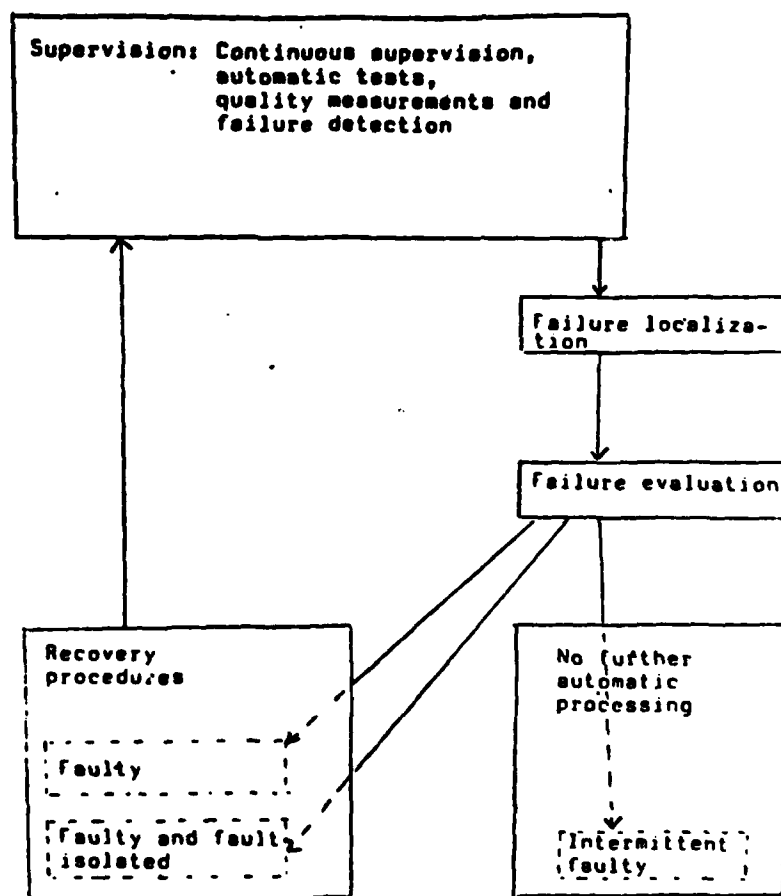 Supervision: Continuous supervision,
automatic tests,
quality measurements and
failure detection
Failure localiza-
tion
Failure evaluation
Recovery
procedures
Faulty
Faulty and fault
isolated
No further
automatic
processing
Intermittent
faulty